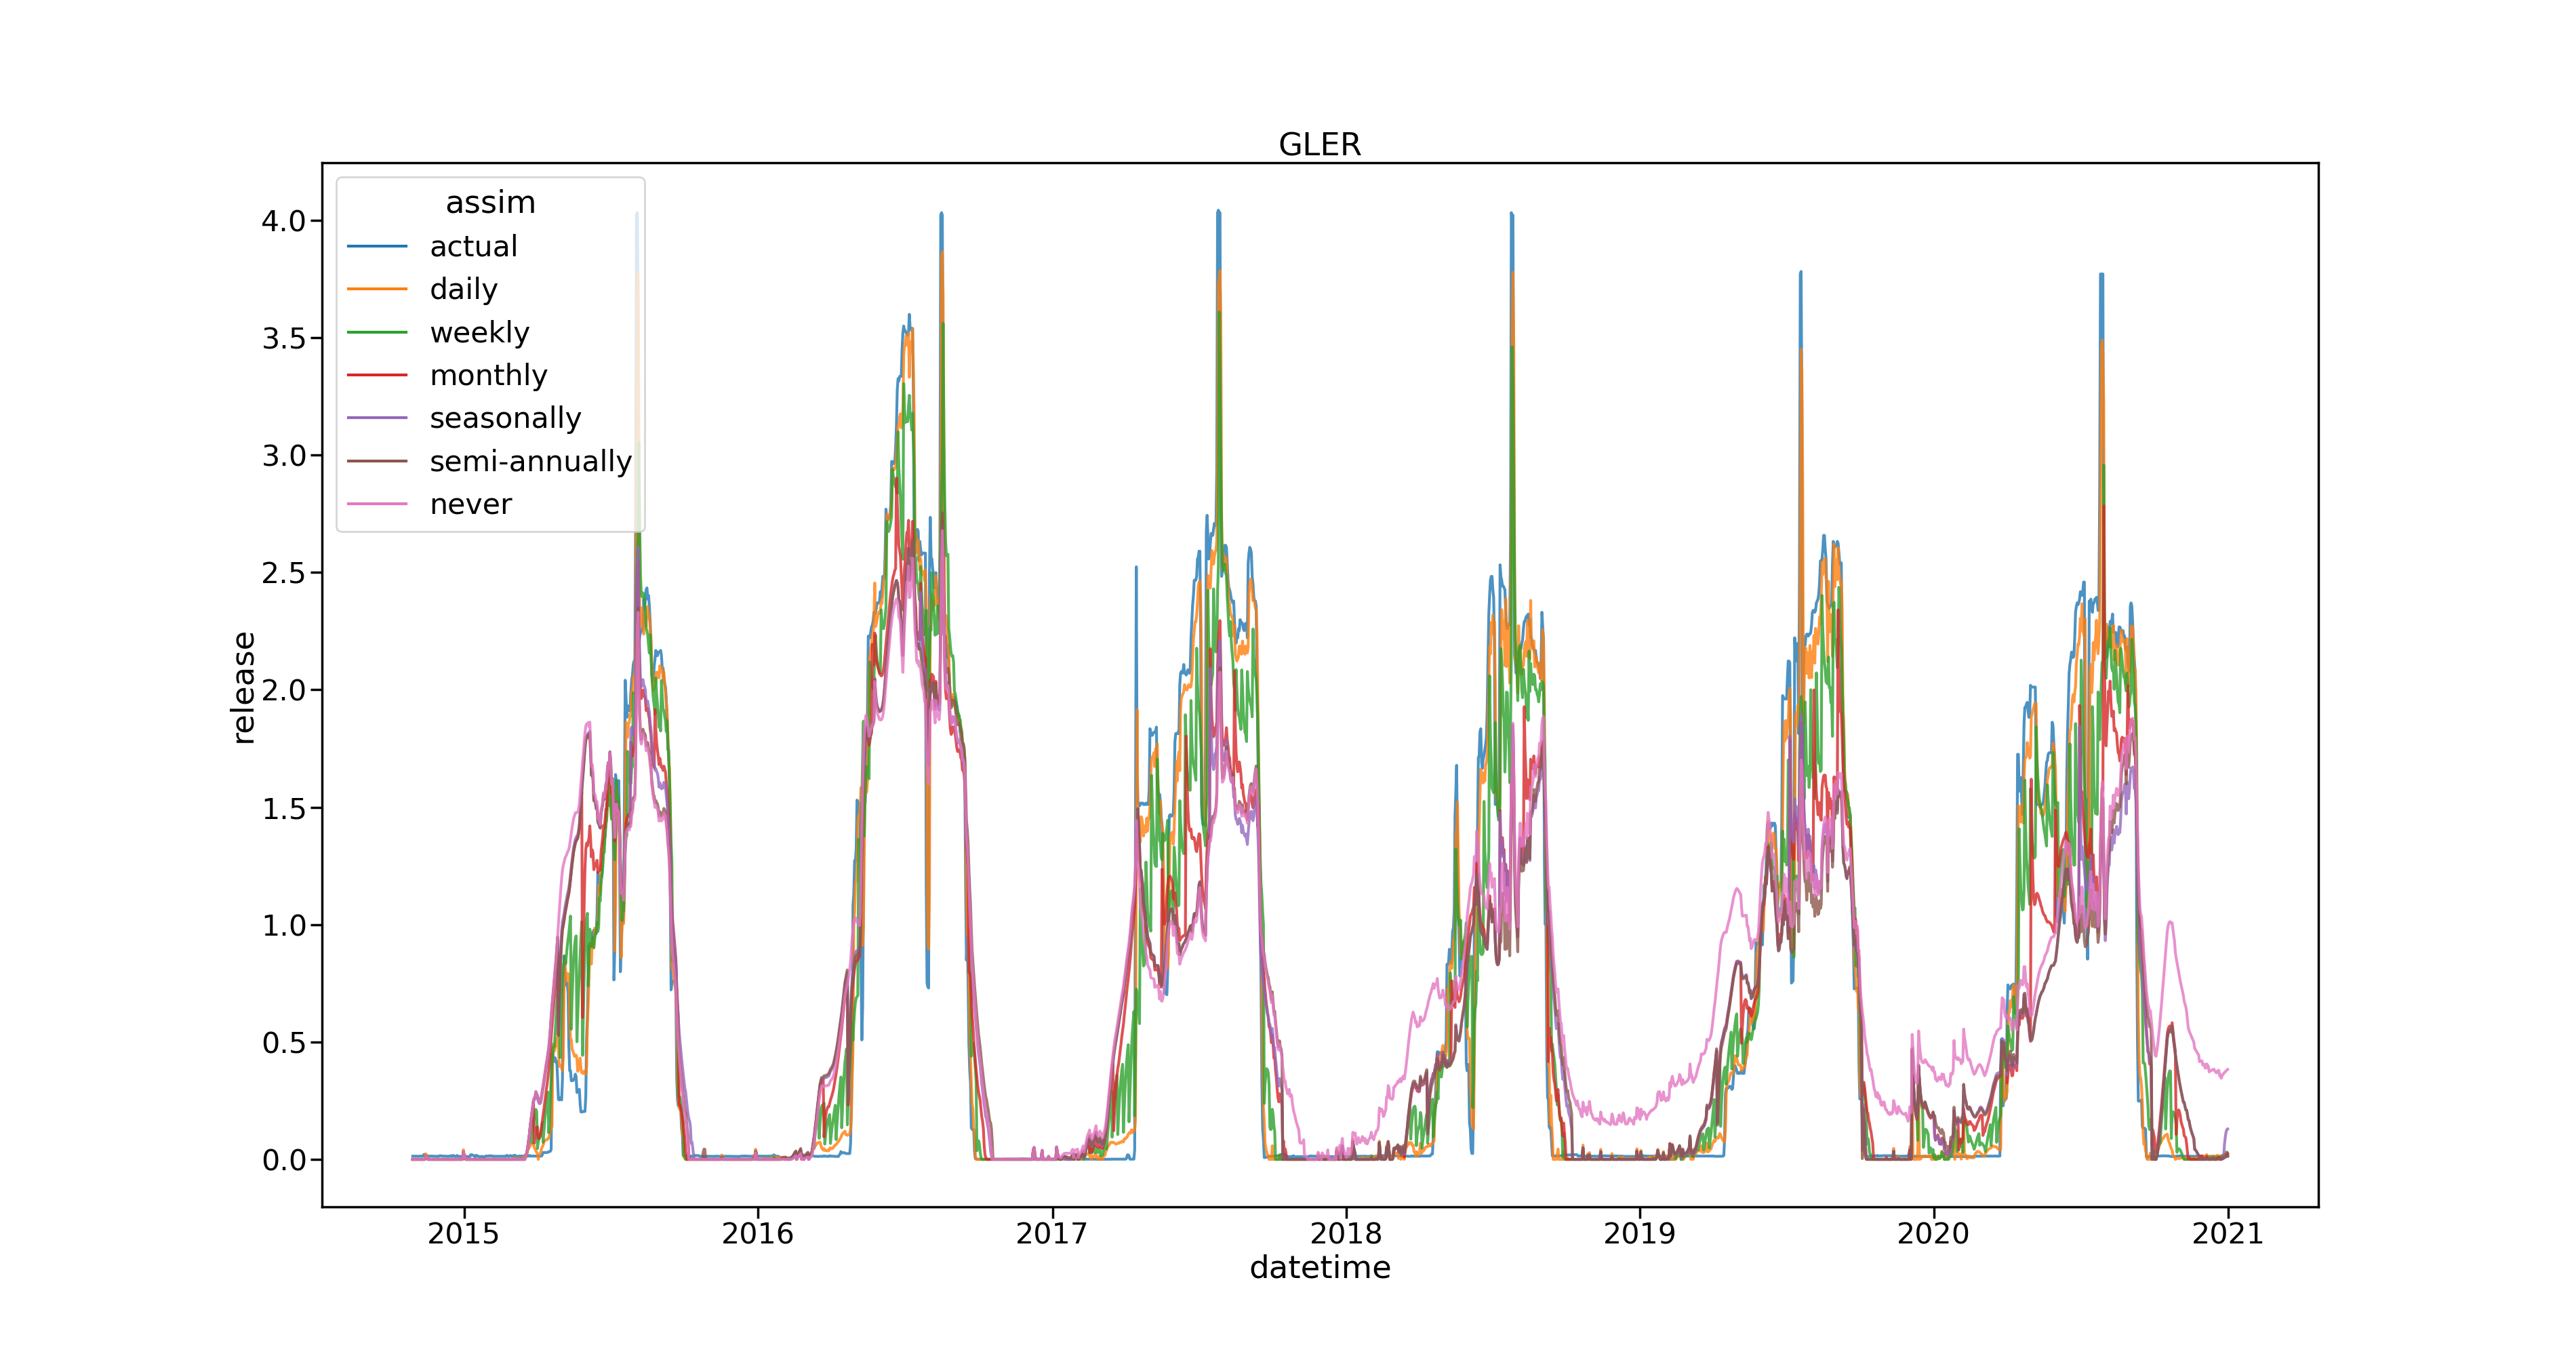 GLER
assim
actual
daily
weekly
monthly
seasonally
semi-annually
never
release
4.0
3.5
3.0
2.5
2.0
1.5
1.0
0.5
0.0
2015 2016 2017 2018 2019 2020 2021
datetime